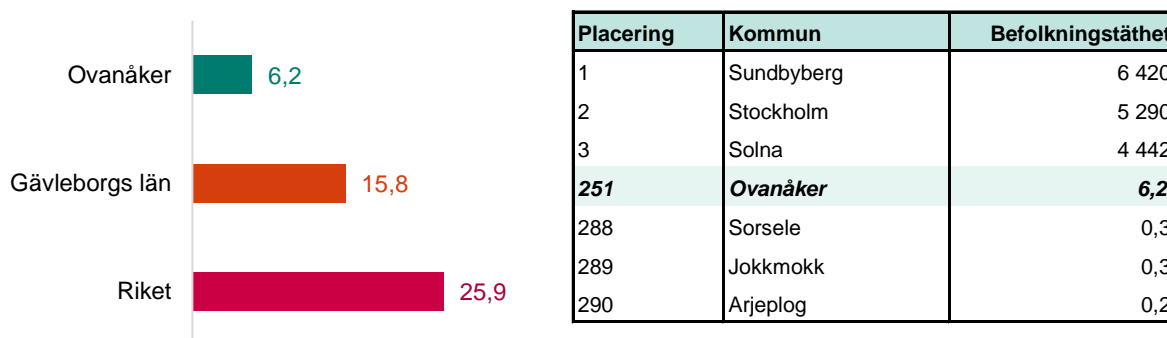 Ovanåker 6,2
Gävleborgs län 15,8
Riket 25,9
Placering Kommun Befolkningstäthet
1 Sundbyberg 6 420
2 Stockholm 5 290
3 Solna 4 442
251 Ovanåker 6,2
288 Sorsele 0,3
289 Jokkmokk 0,3
290 Arjeplog 0,2